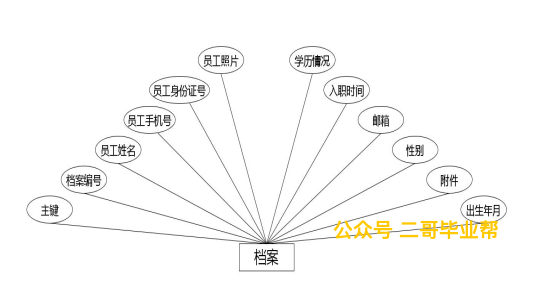 员工照片
学历情况
员工身份证号
入职时间
员工手机号
邮箱
员工姓名
性别
档案编号
附件
主键
出生年月
公众号 二哥毕业帮
档案